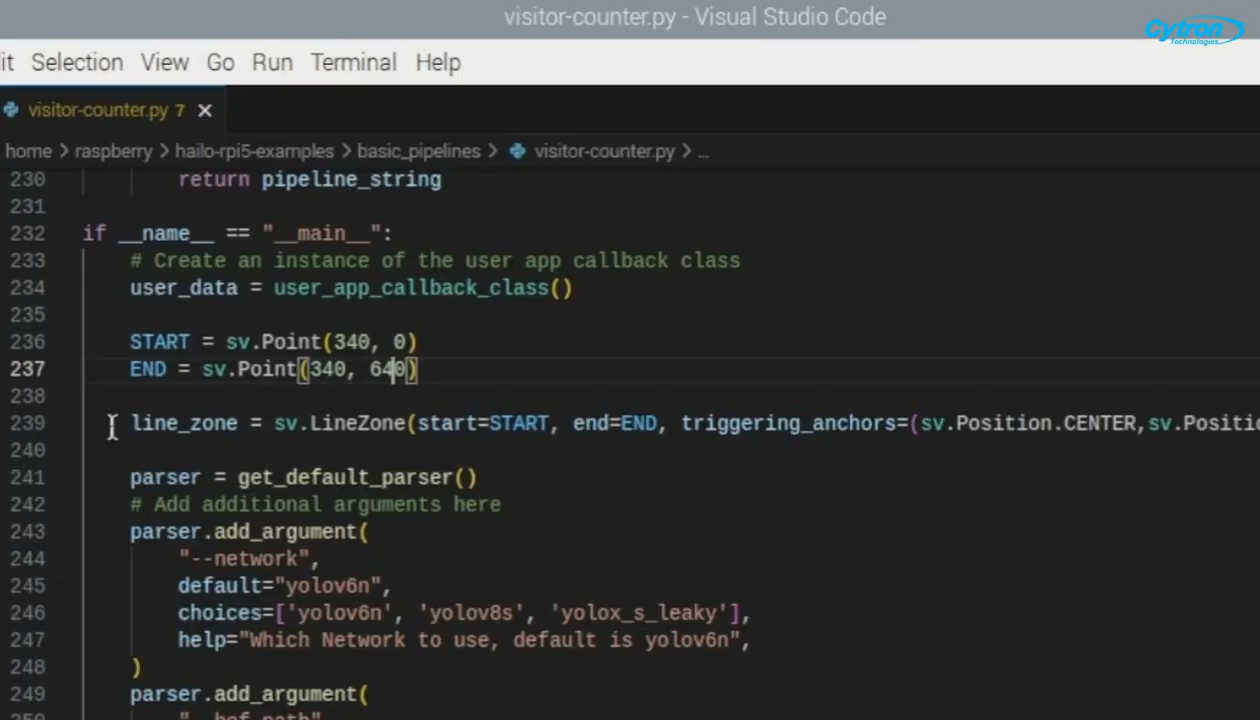 visitor-counter.py - Visual Studio Code
Cytron
Technologies
it Selection View Go Run Terminal Help
visitor-counter.py 7 ×
home > raspberry > hailo-rpi5-examples > basic_pipelines > visitor-counter.py > ...
230 return pipeline_string
231
232 if __name__ == "__main__":
233 # Create an instance of the user app callback class
234 user_data = user_app_callback_class()
235
236 START = sv.Point(340, 0)
237 END = sv.Point(340, 640)
238
239 line_zone = sv.LineZone(start=START, end=END, triggering_anchors=(sv.Position.CENTER,sv.Positio
240
241 parser = get_default_parser()
242 # Add additional arguments here
243 parser.add_argument(
244 "--network",
245 default="yolov6n",
246 choices=['yolov6n', 'yolov8s', 'yolox_s_leaky'],
247 help="Which Network to use, default is yolov6n",
248 )
249 parser.add_argument(